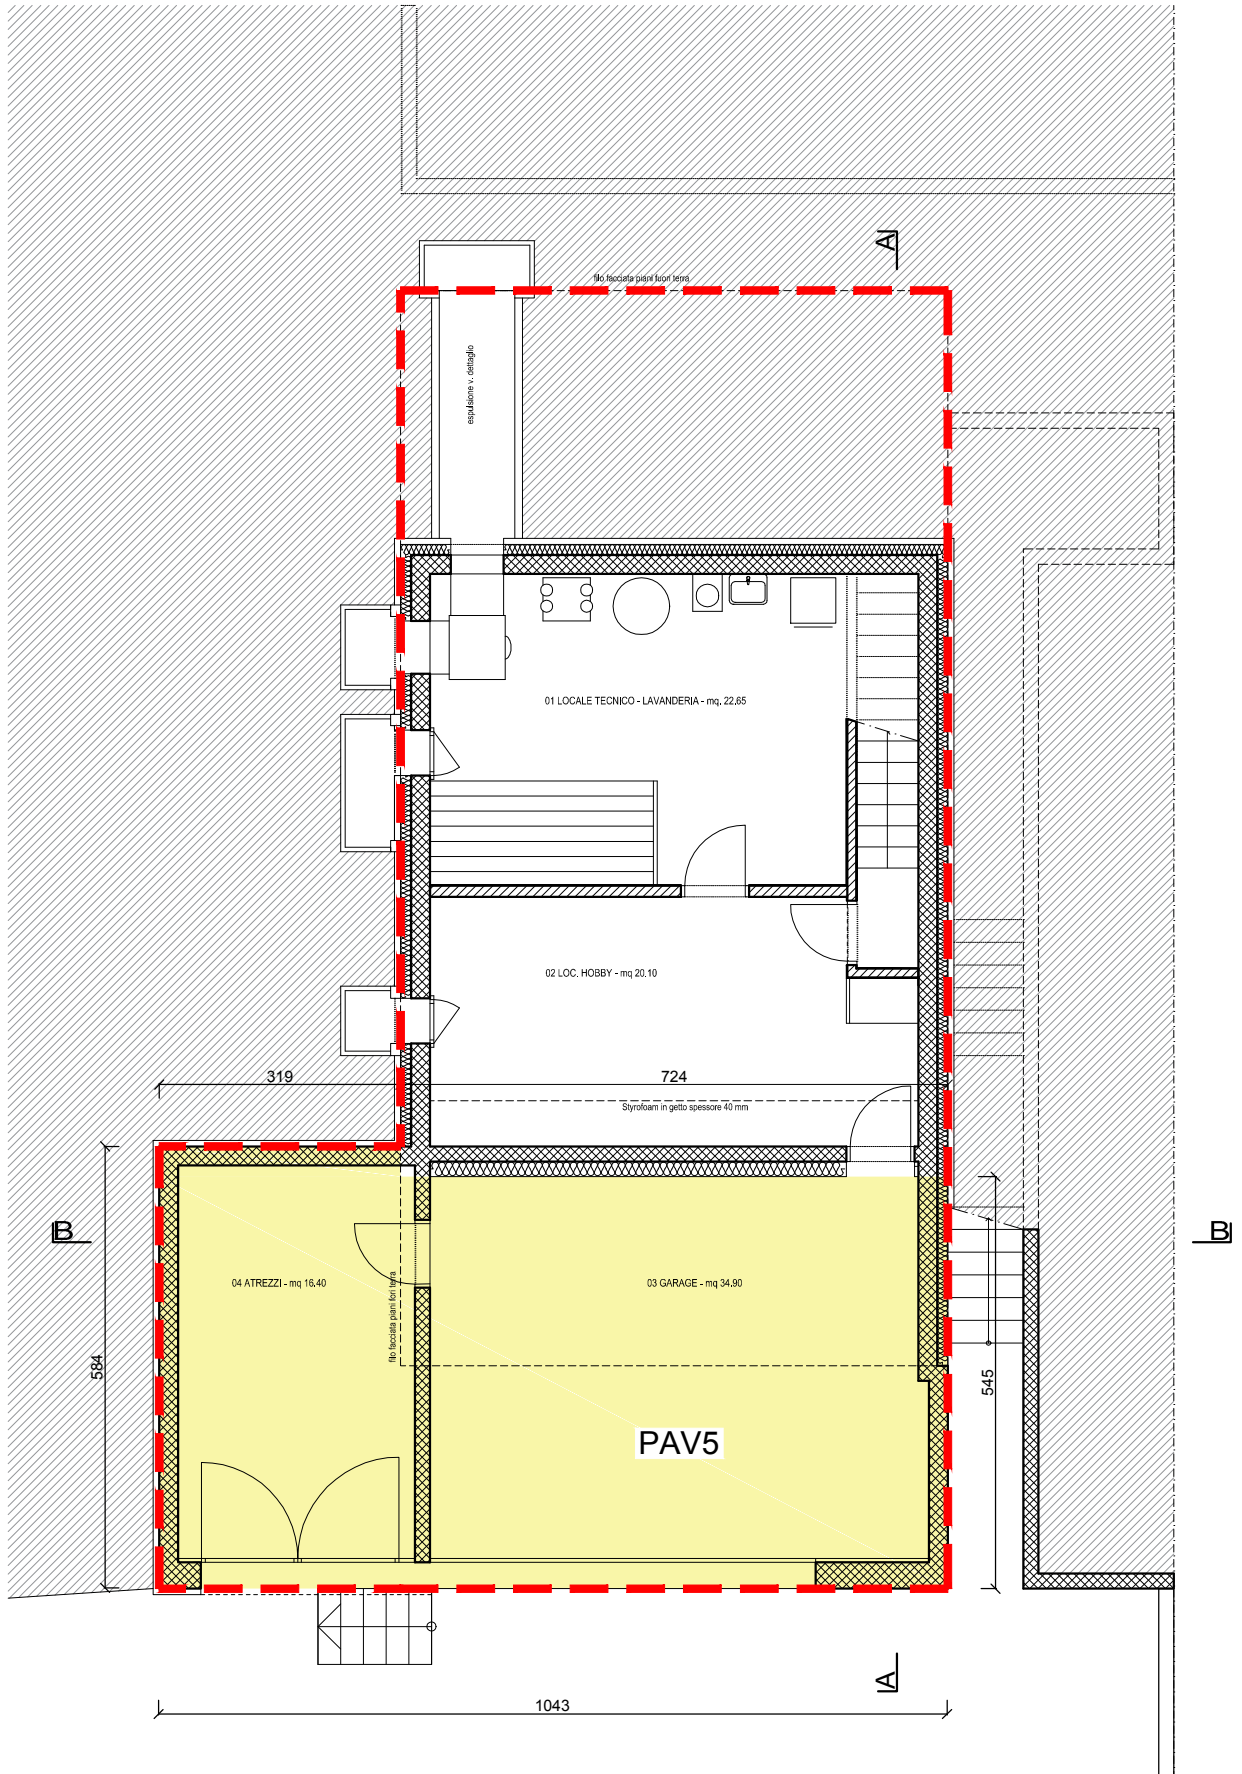 A
filo facciata piani fuori terra
espulsione v. dettaglio
01 LOCALE TECNICO - LAVANDERIA - mq. 22.65
02 LOC. HOBBY - mq 20.10
319
724
Styrofoam in getto spessore 40 mm
B
B
04 ATREZZI - mq 16.40
03 GARAGE - mq 34.90
filo facciata piani fori terra
584
545
PAV5
A
1043